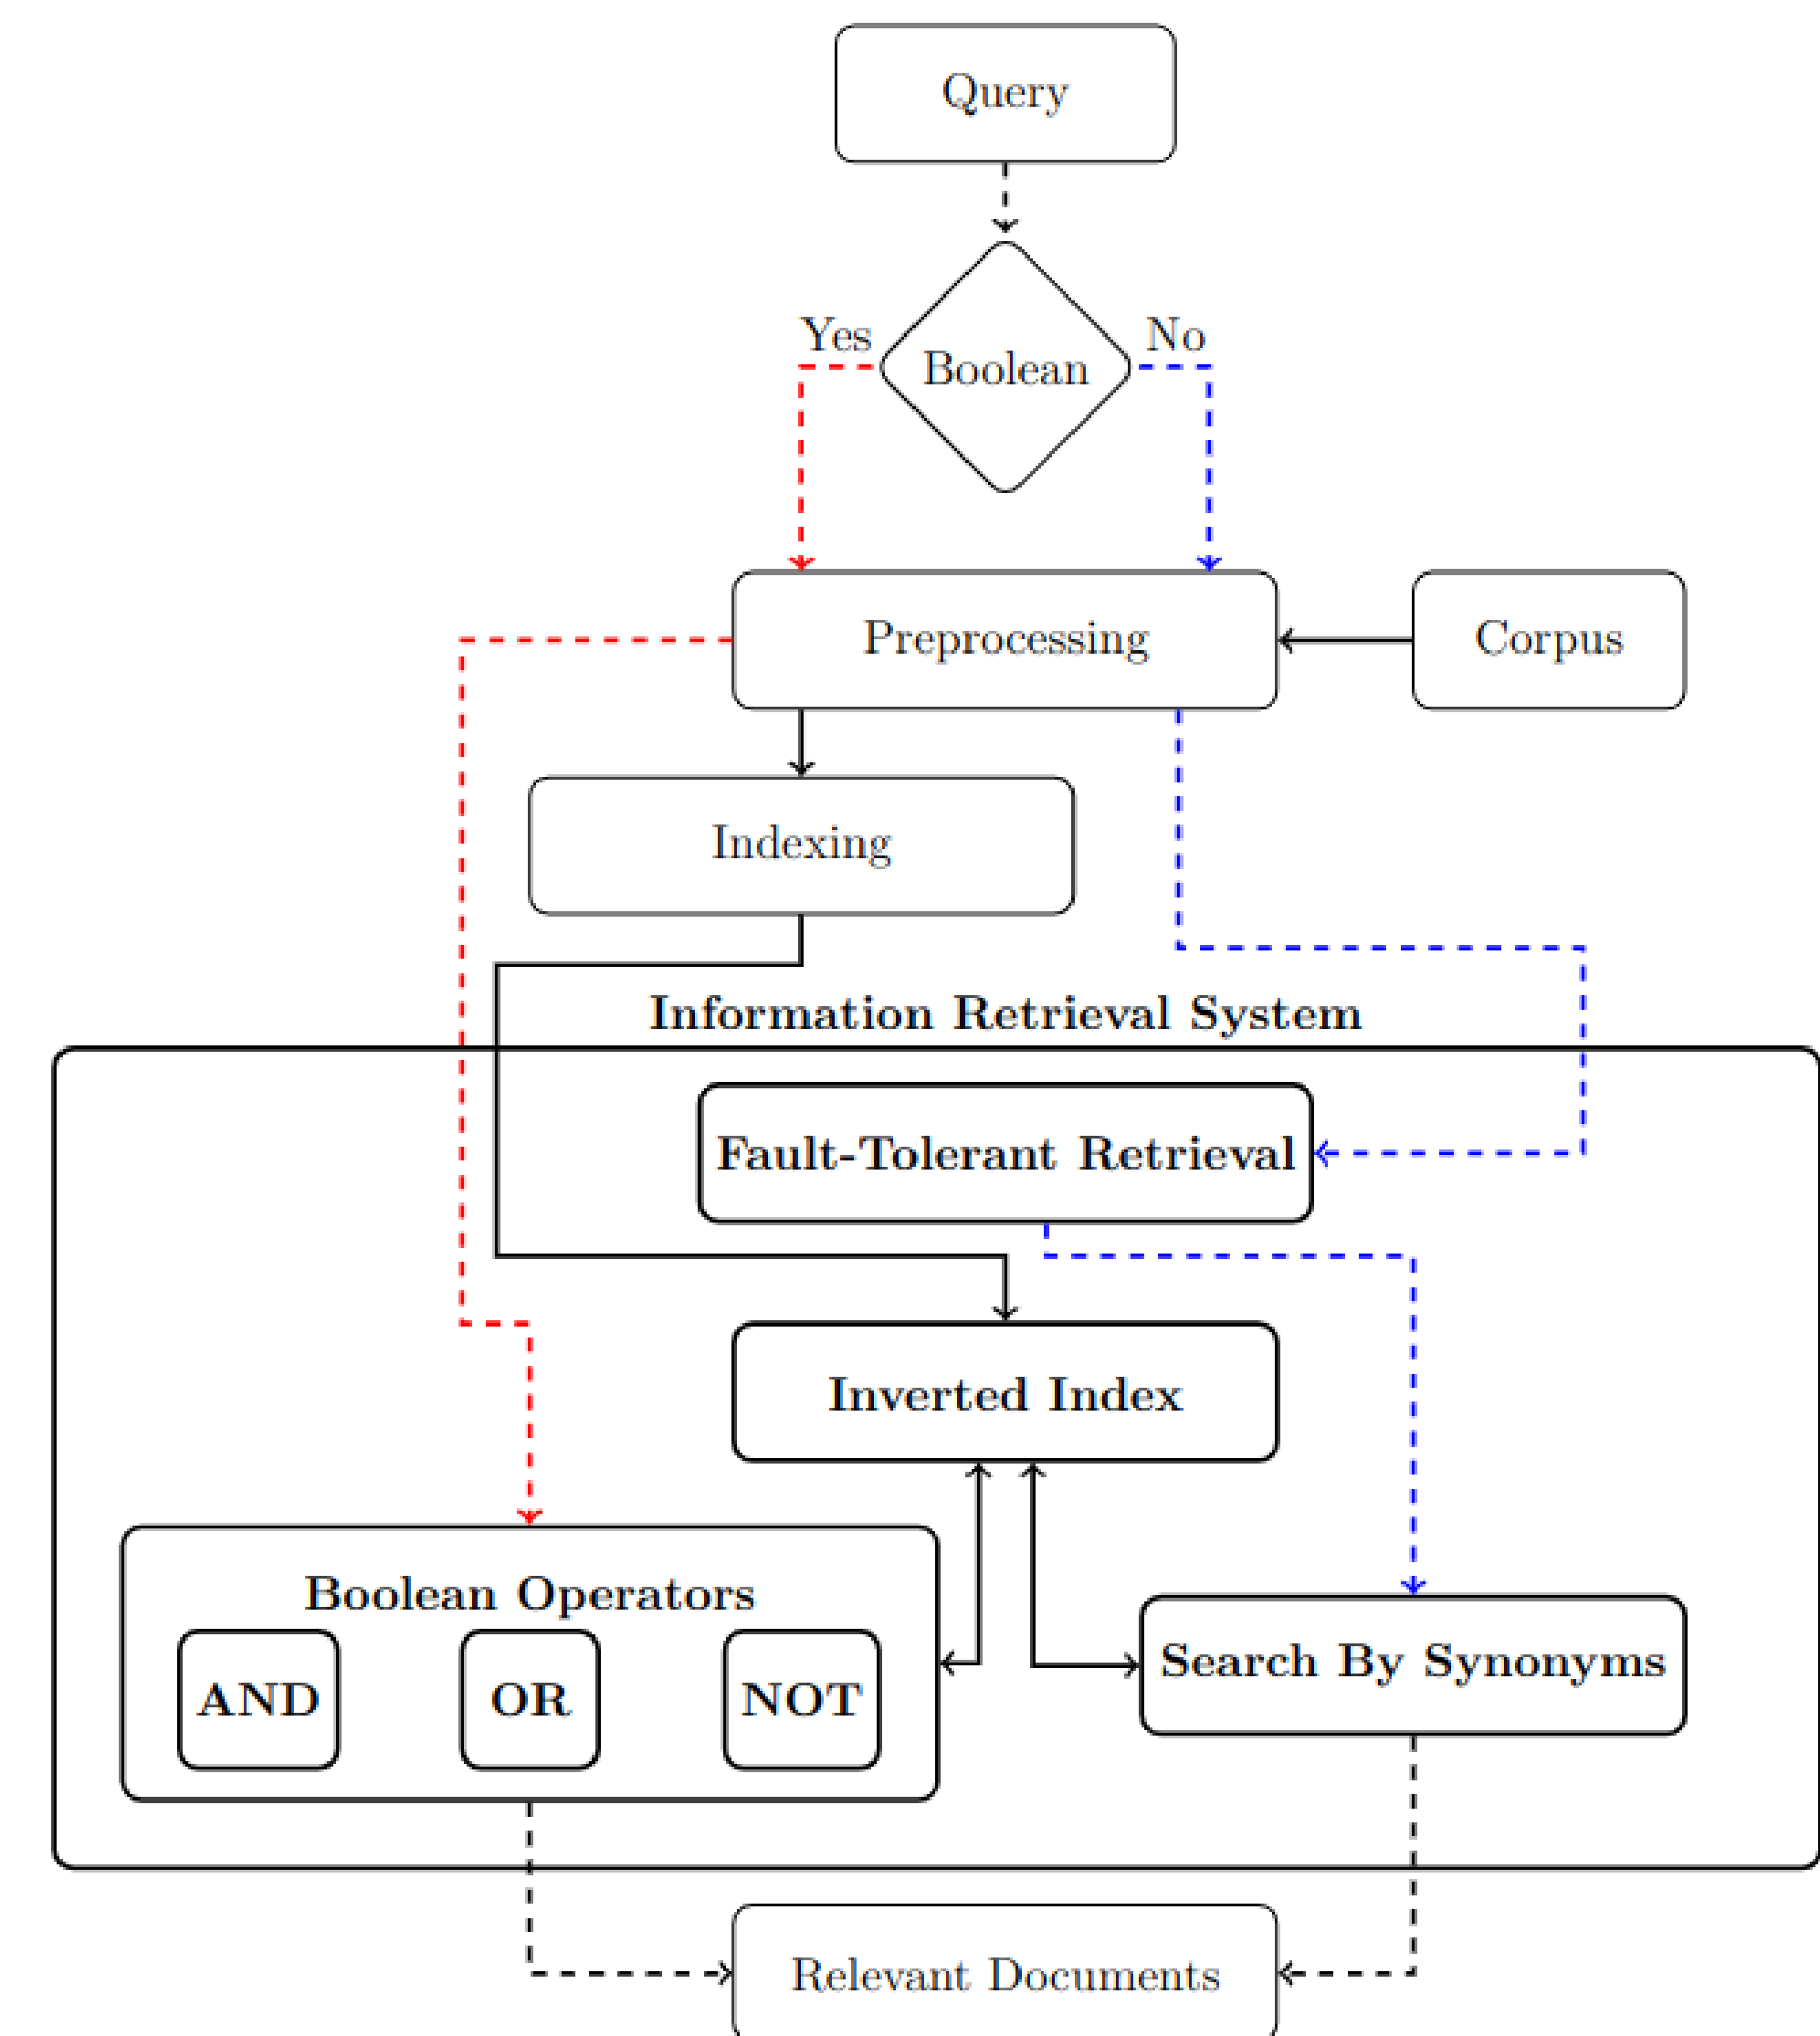 Query
Yes
No
Boolean
Preprocessing
Corpus
Indexing
Information Retrieval System
Fault-Tolerant Retrieval
Inverted Index
Boolean Operators
AND
OR
NOT
Search By Synonyms
Relevant Documents